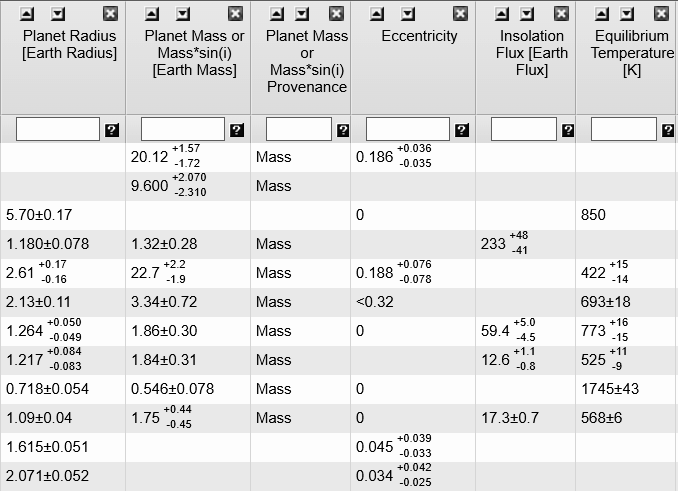 Planet Radius [Earth Radius] Planet Mass or Mass*sin(i) [Earth Mass] Planet Mass or Mass*sin(i) Provenance Eccentricity Insolation Flux [Earth Flux] Equilibrium Temperature [K]
? ? ? ? ? ?
20.12 +1.57 -1.72 Mass 0.186 +0.036 -0.035
9.600 +2.070 -2.310 Mass
5.70±0.17 0 850
1.180±0.078 1.32±0.28 Mass 233 +48 -41
2.61 +0.17 -0.16 22.7 +2.2 -1.9 Mass 0.188 +0.076 -0.078 422 +15 -14
2.13±0.11 3.34±0.72 Mass <0.32 693±18
1.264 +0.050 -0.049 1.86±0.30 Mass 0 59.4 +5.0 -4.5 773 +16 -15
1.217 +0.084 -0.083 1.84±0.31 Mass 12.6 +1.1 -0.8 525 +11 -9
0.718±0.054 0.546±0.078 Mass 0 1745±43
1.09±0.04 1.75 +0.44 -0.45 Mass 0 17.3±0.7 568±6
1.615±0.051 0.045 +0.039 -0.033
2.071±0.052 0.034 +0.042 -0.025